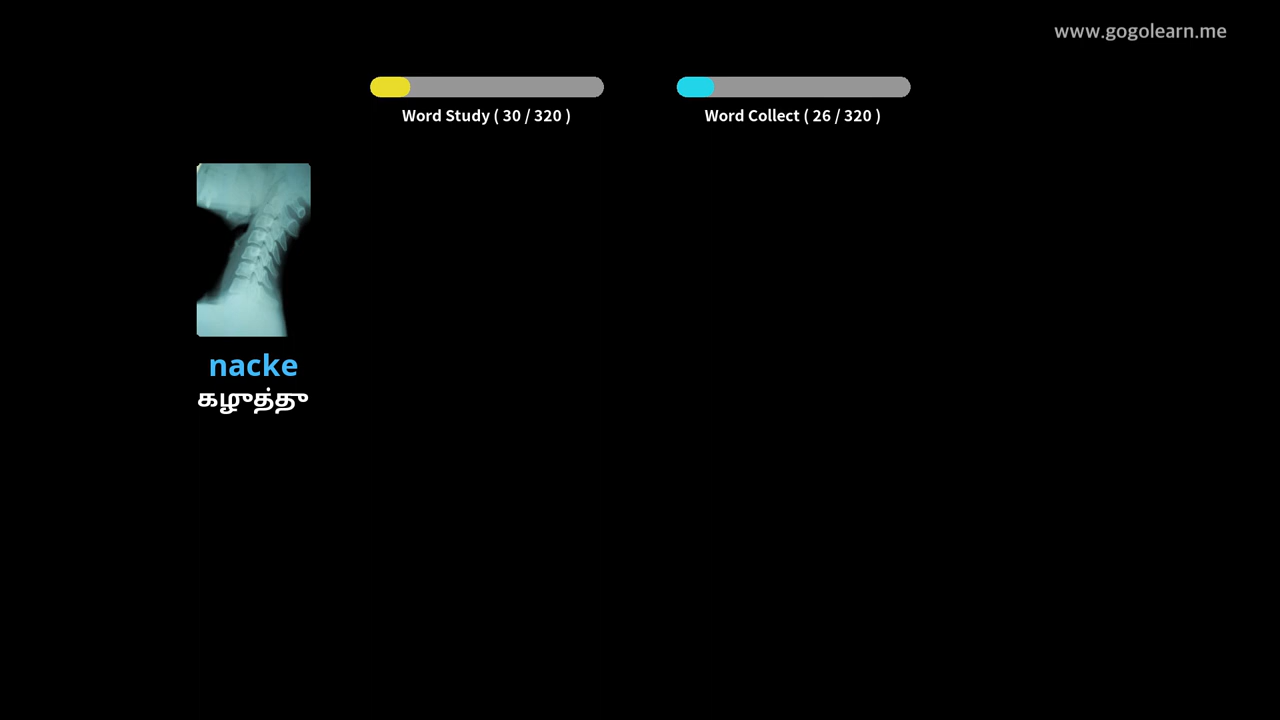 www.gogolearn.me
Word Study ( 30 / 320 )
Word Collect ( 26 / 320 )
nacke
கழுத்து